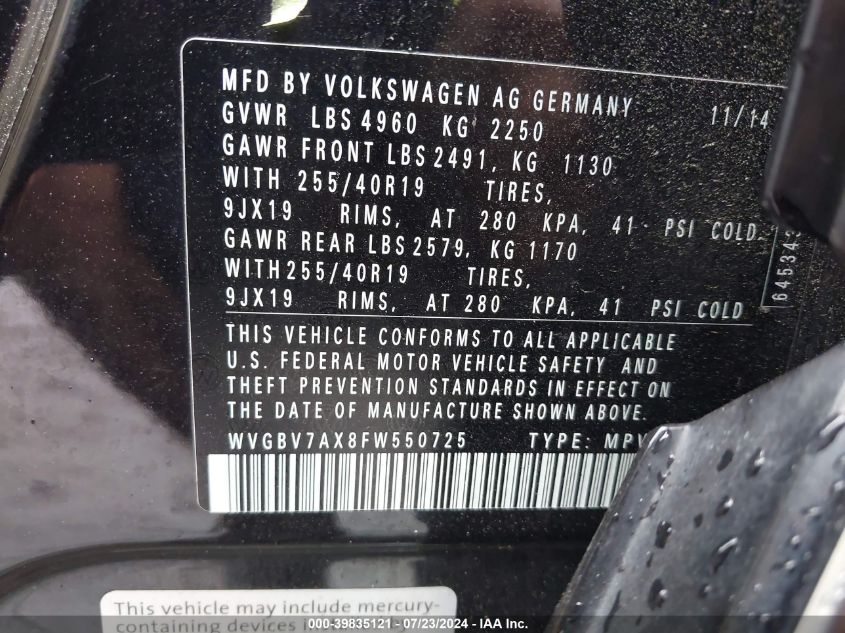 MFD BY VOLKSWAGEN AG GERMANY 11/14
GVWR LBS 4960 KG 2250
GAWR FRONT LBS 2491, KG 1130
WITH 255/40R19 TIRES,
9JX19 RIMS, AT 280 KPA, 41 PSI COLD.
GAWR REAR LBS 2579, KG 1170
WITH 255/40R19 TIRES,
9JX19 RIMS, AT 280 KPA, 41 PSI COLD
THIS VEHICLE CONFORMS TO ALL APPLICABLE
U.S. FEDERAL MOTOR VEHICLE SAFETY AND
THEFT PREVENTION STANDARDS IN EFFECT ON
THE DATE OF MANUFACTURE SHOWN ABOVE.
WVGBV7AX8FW550725 TYPE: MPV
This vehicle may include mercury-
containing devices
000-39835121 - 07/23/2024 - IAA Inc.